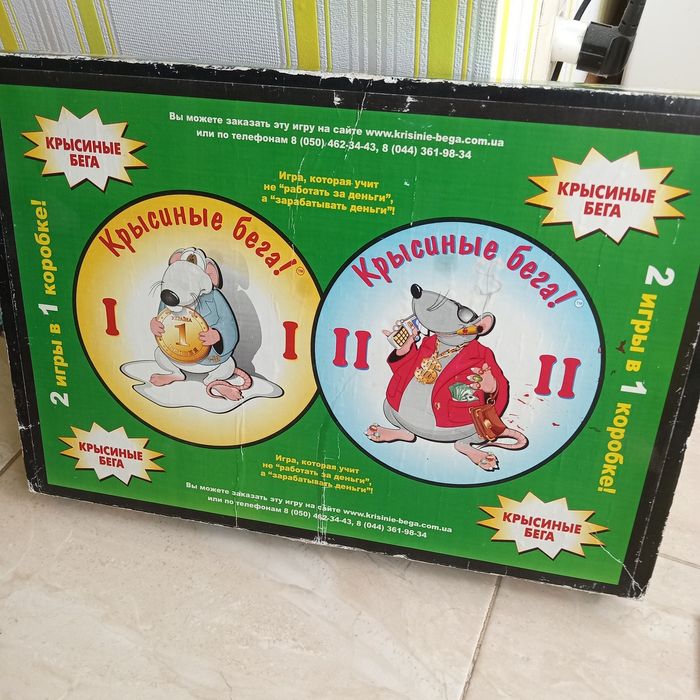 Вы можете заказать эту игру на сайте www.krisinie-bega.com.ua
или по телефонам 8 (050) 462-34-43, 8 (044) 361-98-34
КРЫСИНЫЕ
БЕГА
КРЫСИНЫЕ
БЕГА
Игра, которая учит
не "работать за деньги",
а "зарабатывать деньги"!
2 игры в 1 коробке!
Крысиные бега!
TM
I
I
УКРАЇНА
1
Крысиные бега!
TM
II
II
2 игры в 1 коробке!
КРЫСИНЫЕ
БЕГА
Игра, которая учит
не "работать за деньги",
а "зарабатывать деньги"!
Вы можете заказать эту игру на сайте www.krisinie-bega.com.ua
или по телефонам 8 (050) 462-34-43, 8 (044) 361-98-34
КРЫСИНЫЕ
БЕГА